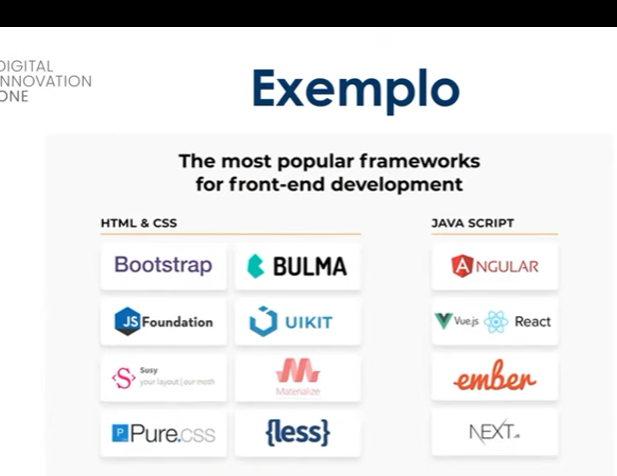 DIGITAL
INNOVATION
ONE
Exemplo
The most popular frameworks
for front-end development
HTML & CSS
JAVA SCRIPT
Bootstrap
BULMA
ANGULAR
JS Foundation
UIKIT
Vue.js
React
Susy
your layout | our math
Materialize
ember
Pure.css
{less}
NEXT.JS